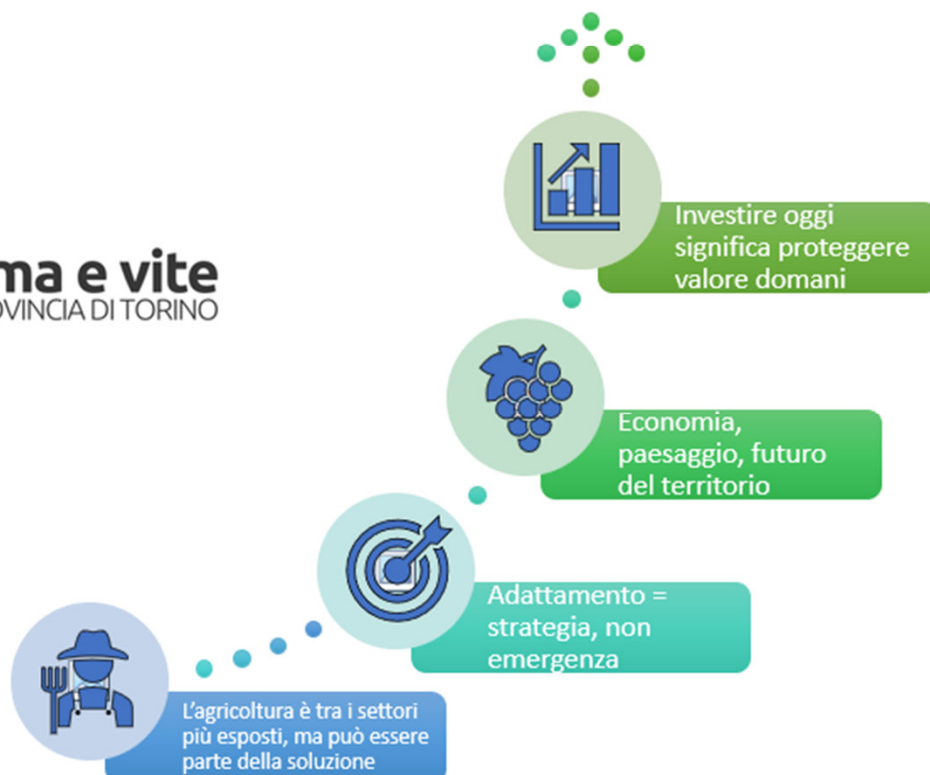 ma e vite
OVINCIA DI TORINO
Investire oggi
significa proteggere
valore domani
Economia,
paesaggio, futuro
del territorio
Adattamento =
strategia, non
emergenza
L'agricoltura è tra i settori
più esposti, ma può essere
parte della soluzione